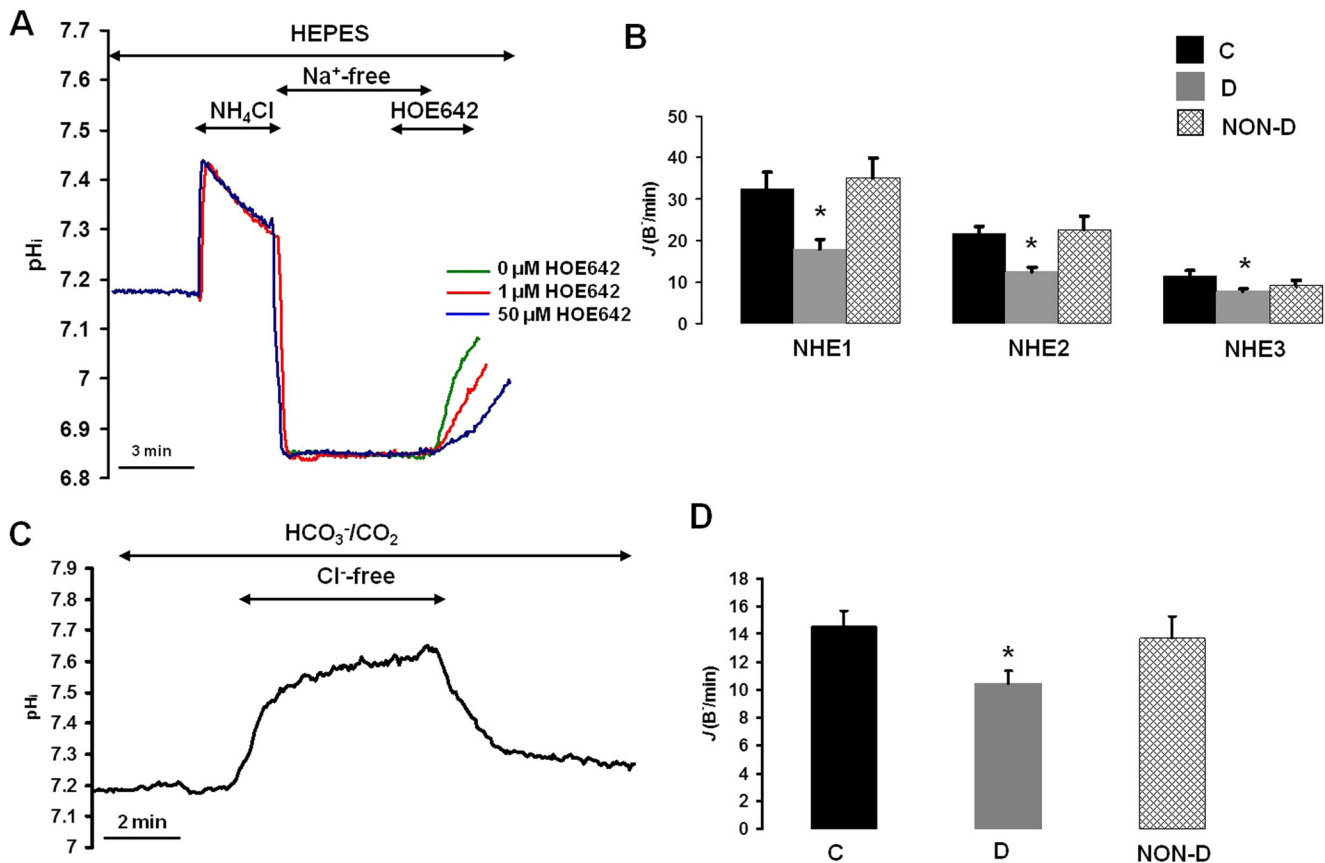 A
7.7
7.6
7.5
7.4
7.3
7.2
7.1
7
6.9
6.8
pHᵢ
HEPES
Na⁺-free
NH₄Cl
HOE642
0 µM HOE642
1 µM HOE642
50 µM HOE642
3 min
B
C
D
NON-D
50
40
30
20
10
0
J(B⁻/min)
*
*
*
NHE1
NHE2
NHE3
C
HCO₃⁻/CO₂
Cl⁻-free
7.9
7.8
7.7
7.6
7.5
7.4
7.3
7.2
7.1
7
pHᵢ
2 min
D
18
16
14
12
10
8
6
4
2
0
J(B⁻/min)
*
C
D
NON-D